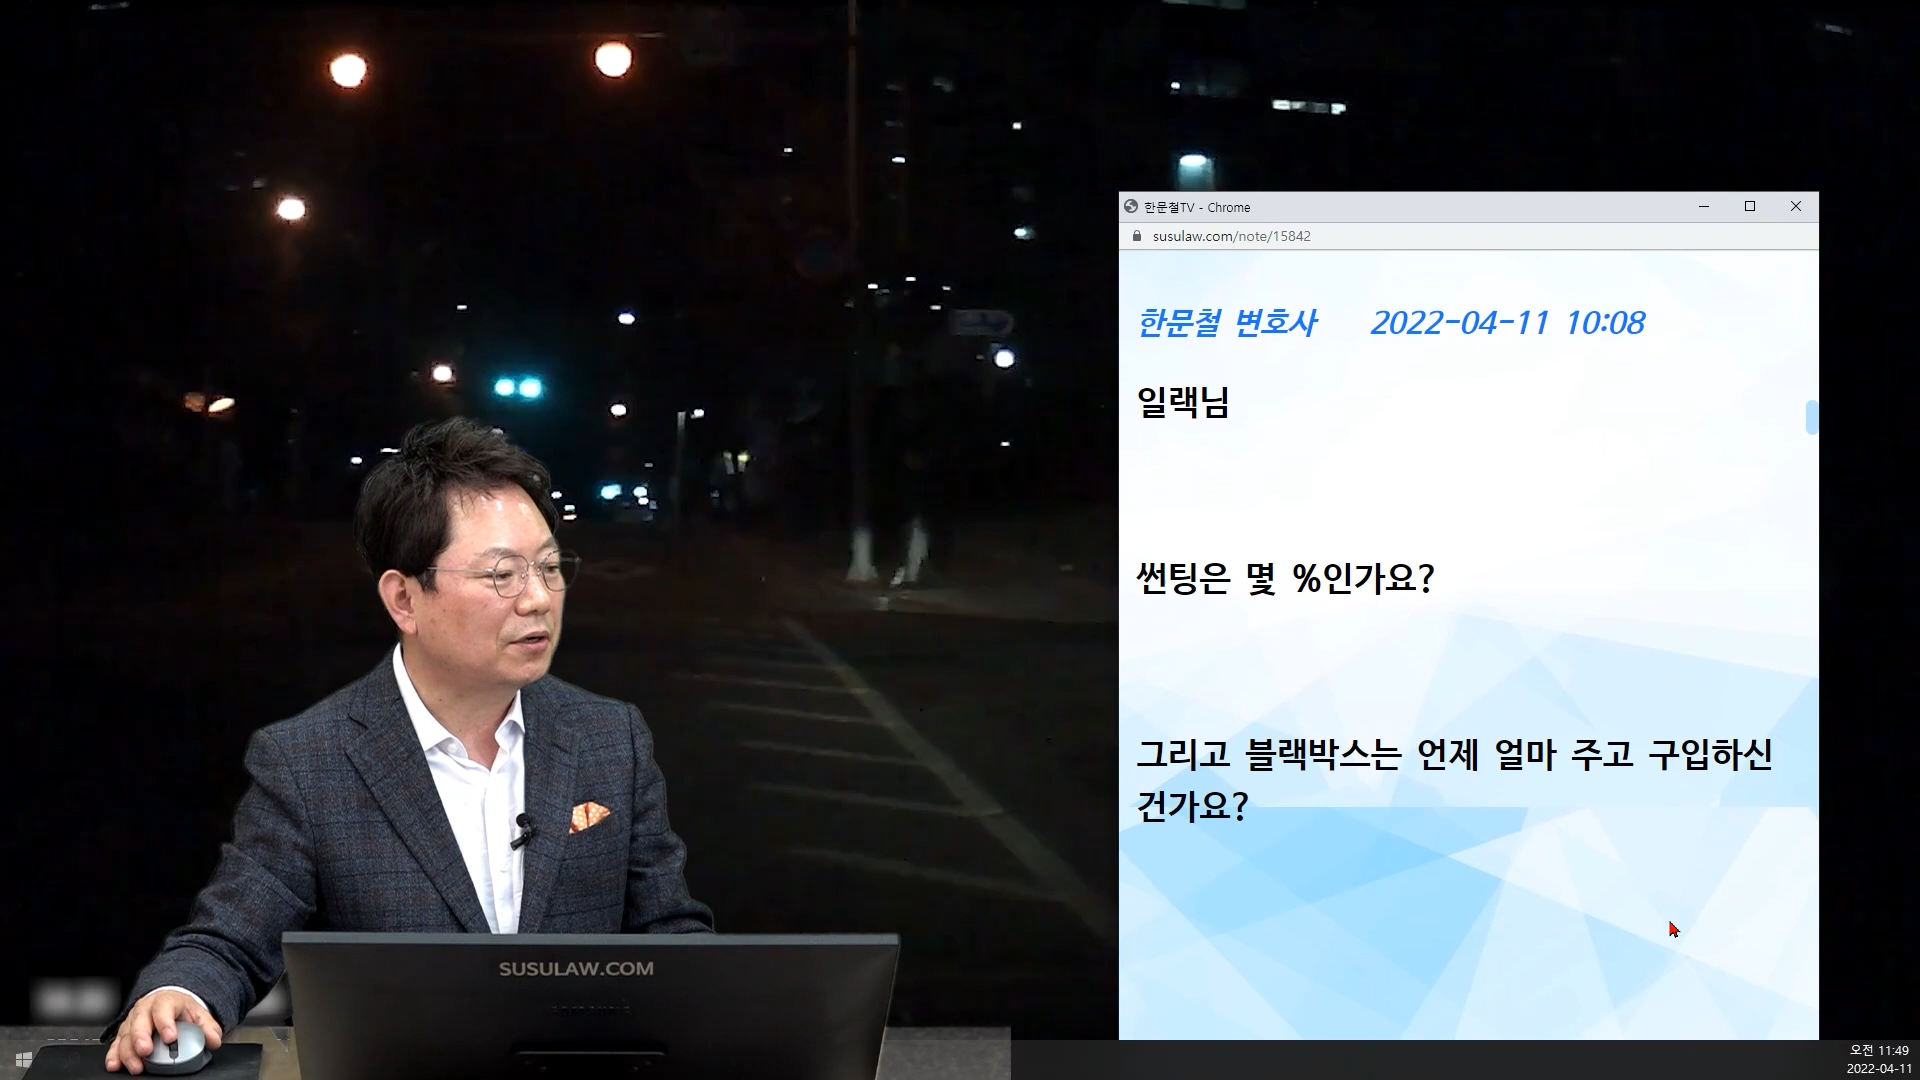 한문철TV - Chrome
susulaw.com/note/15842
한문철 변호사 2022-04-11 10:08
일랙님
썬팅은 몇 %인가요?
그리고 블랙박스는 언제 얼마 주고 구입하신
건가요?
SUSULAW.COM
오전 11:49
2022-04-11